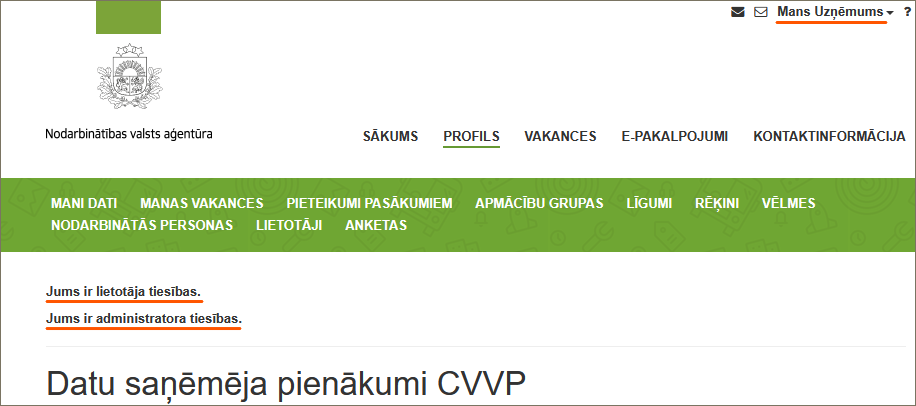 Mans Uzņēmums ?
Nodarbinātības valsts aģentūra
SĀKUMS PROFILS VAKANCES E-PAKALPOJUMI KONTAKTINFORMĀCIJA
MANI DATI MANAS VAKANCES PIETEIKUMI PASĀKUMIEM APMĀCĪBU GRUPAS LĪGUMI RĒĶINI VĒLMES
NODARBINĀTĀS PERSONAS LIETOTĀJI ANKETAS
Jums ir lietotāja tiesības.
Jums ir administratora tiesības.
Datu saņēmēja pienākumi CVVP